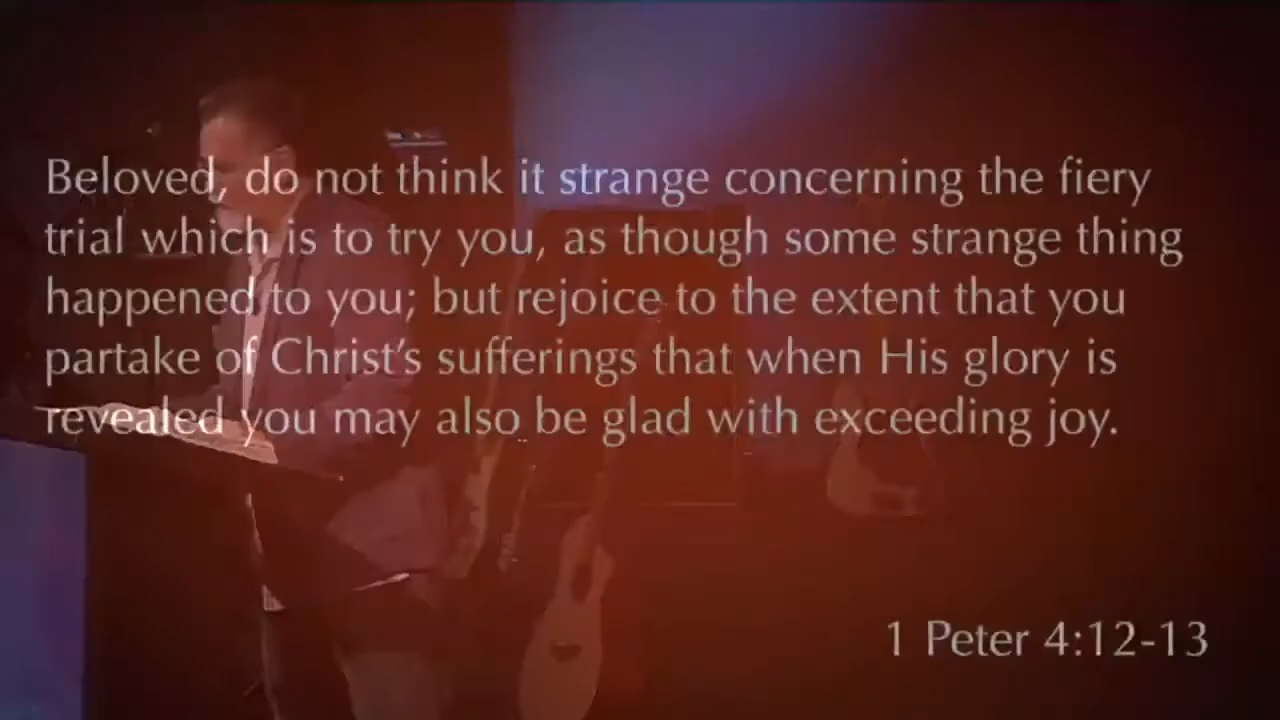 Beloved, do not think it strange concerning the fiery
trial which is to try you, as though some strange thing
happened to you; but rejoice to the extent that you
partake of Christ’s sufferings that when His glory is
revealed you may also be glad with exceeding joy.
1 Peter 4:12-13